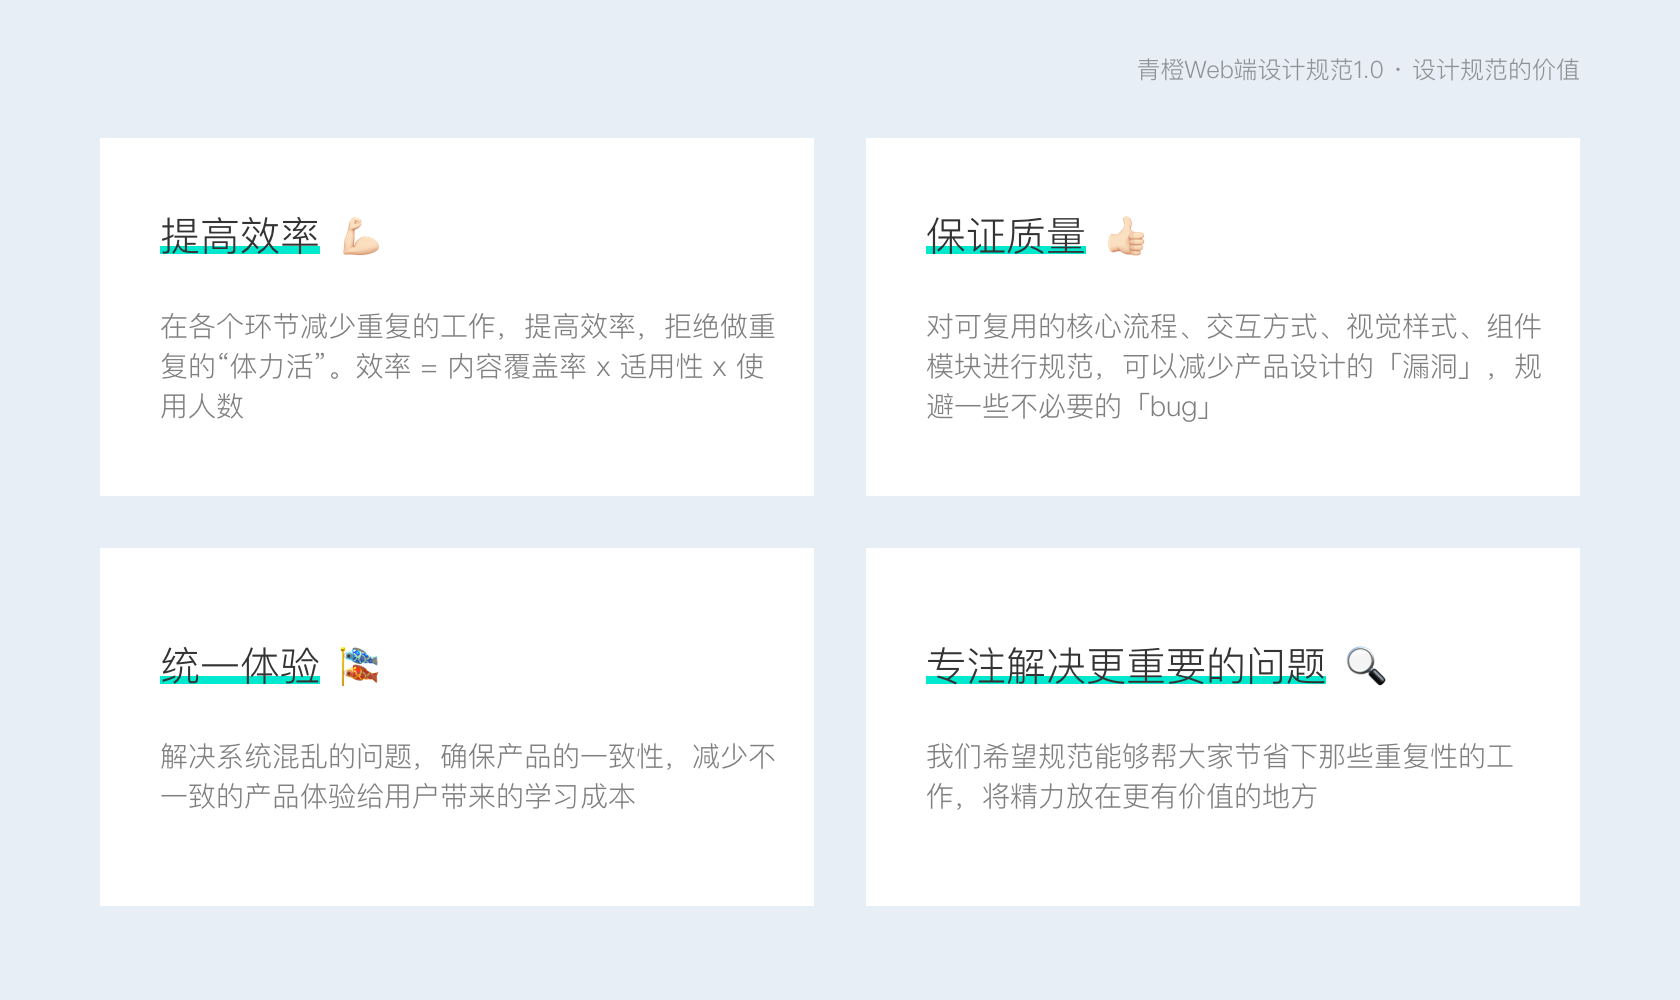 青橙Web端设计规范1.0 · 设计规范的价值
提高效率 💪🏻
在各个环节减少重复的工作，提高效率，拒绝做重
复的“体力活”。效率 = 内容覆盖率 x 适用性 x 使
用人数
保证质量 👍🏻
对可复用的核心流程、交互方式、视觉样式、组件
模块进行规范，可以减少产品设计的「漏洞」，规
避一些不必要的「bug」
统一体验 🎏
解决系统混乱的问题，确保产品的一致性，减少不
一致的产品体验给用户带来的学习成本
专注解决更重要的问题 🔍
我们希望规范能够帮大家节省下那些重复性的工
作，将精力放在更有价值的地方